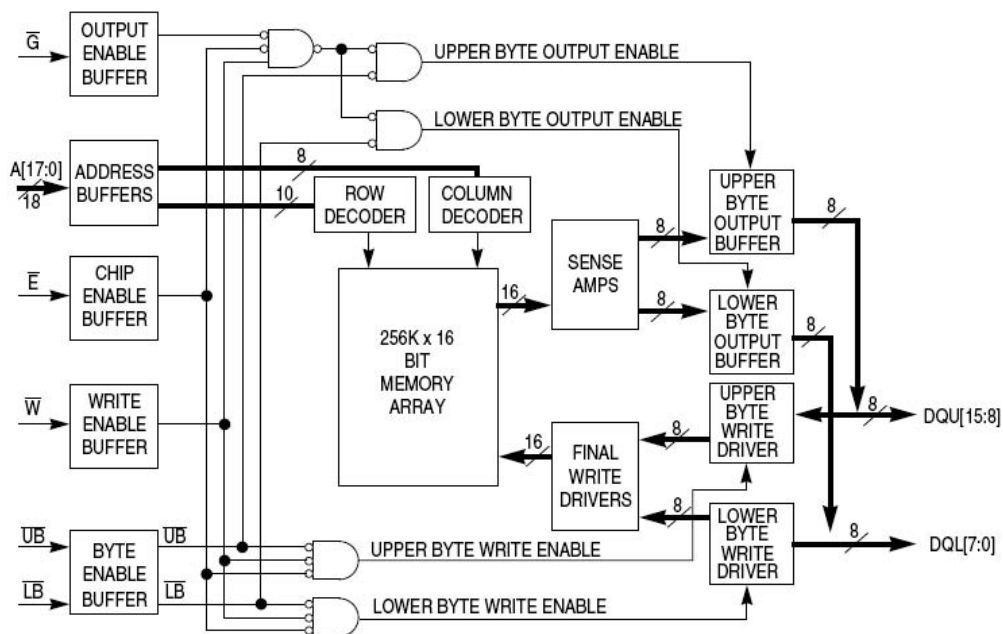 G
OUTPUT
ENABLE
BUFFER
UPPER BYTE OUTPUT ENABLE
LOWER BYTE OUTPUT ENABLE
A[17:0]
18
ADDRESS
BUFFERS
8
10
ROW
DECODER
COLUMN
DECODER
UPPER
BYTE
OUTPUT
BUFFER
8
E
CHIP
ENABLE
BUFFER
256K x 16
BIT
MEMORY
ARRAY
16
SENSE
AMPS
8
8
LOWER
BYTE
OUTPUT
BUFFER
8
W
WRITE
ENABLE
BUFFER
16
FINAL
WRITE
DRIVERS
8
8
UPPER
BYTE
WRITE
DRIVER
8
DQU[15:8]
UB
LB
BYTE
ENABLE
BUFFER
UB
LB
UPPER BYTE WRITE ENABLE
LOWER BYTE WRITE ENABLE
LOWER
BYTE
WRITE
DRIVER
8
DQL[7:0]